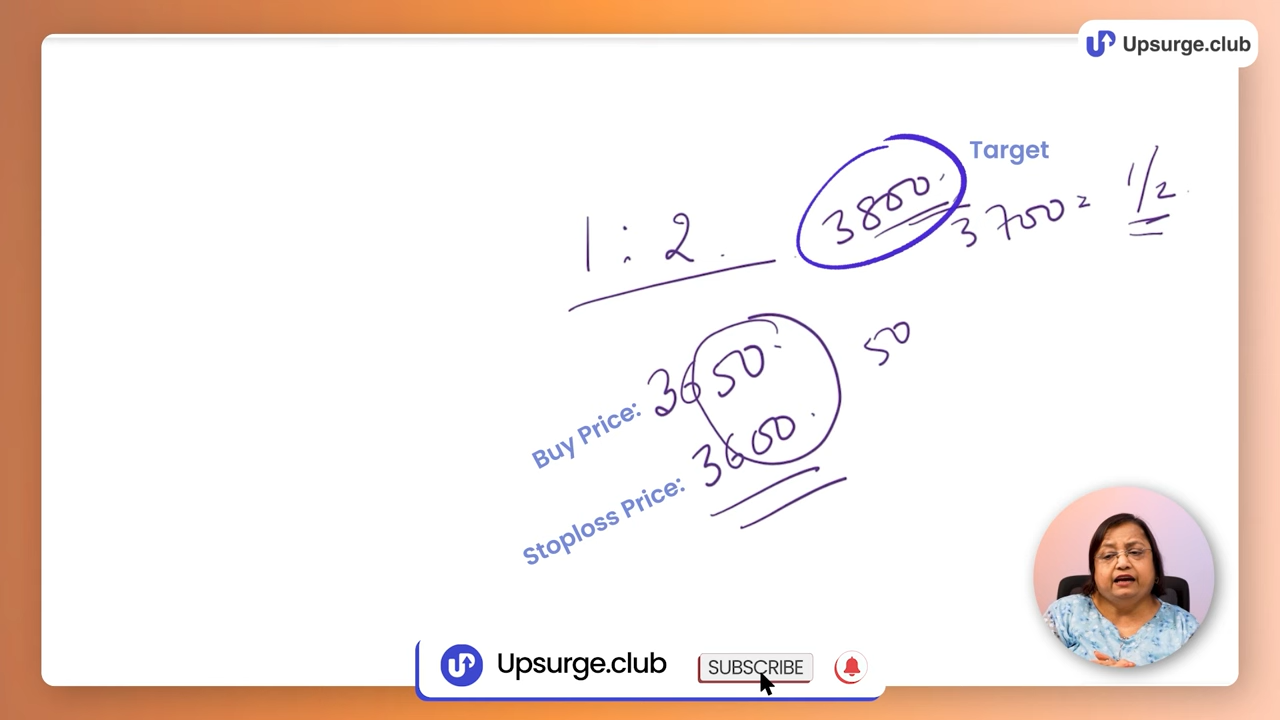 Upsurge.club
Target
3800.
3700 = 1/2
1 : 2
50
Buy Price: 3650
Stoploss Price: 3600
Upsurge.club
SUBSCRIBE